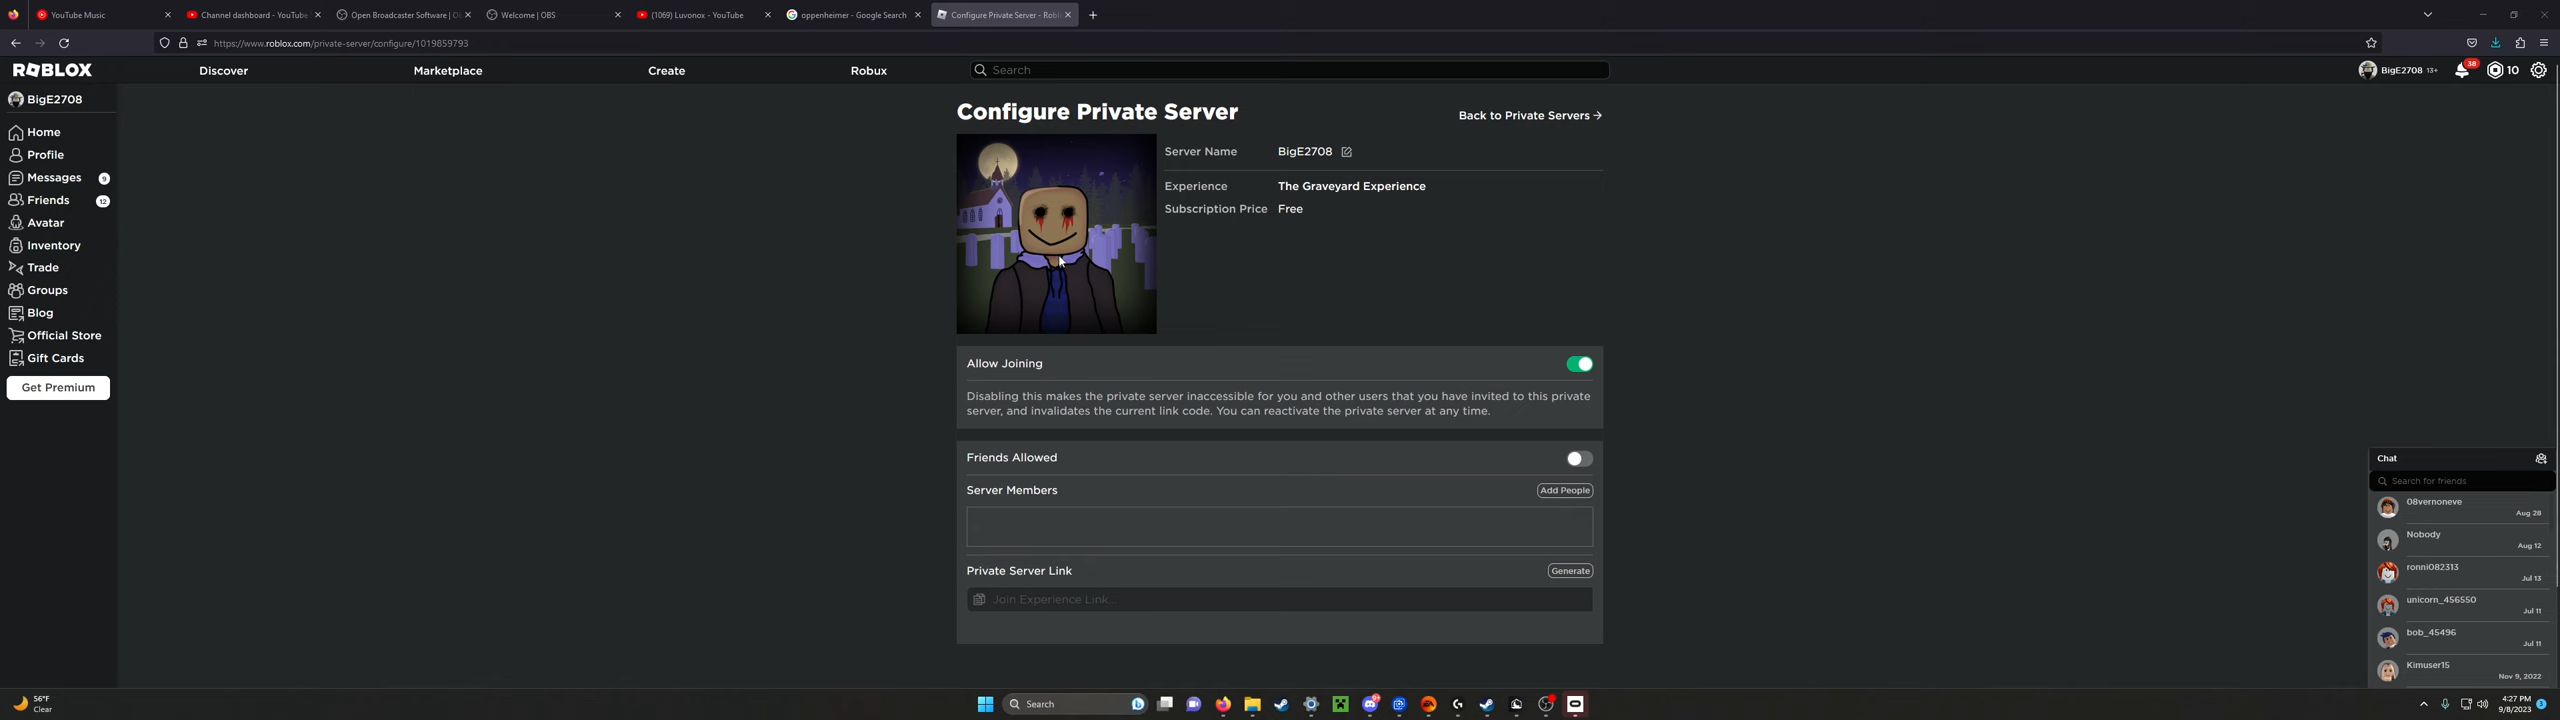 YouTube Music
Channel dashboard - YouTube
Open Broadcaster Software | O
Welcome | OBS
(1069) Luvonox - YouTube
oppenheimer - Google Search
Configure Private Server - Robl
https://www.roblox.com/private-server/configure/1019859793
ROBLOX
Discover
Marketplace
Create
Robux
Search
BigE2708 13+
38
10
BigE2708
Home
Profile
Messages 9
Friends 12
Avatar
Inventory
Trade
Groups
Blog
Official Store
Gift Cards
Get Premium
Configure Private Server
Back to Private Servers
Server Name BigE2708
Experience The Graveyard Experience
Subscription Price Free
Allow Joining
Disabling this makes the private server inaccessible for you and other users that you have invited to this private
server, and invalidates the current link code. You can reactivate the private server at any time.
Friends Allowed
Server Members Add People
Private Server Link Generate
Join Experience Link...
Chat
Search for friends
08vernoneve
Aug 28
Nobody
Aug 12
ronni082313
Jul 13
unicorn_456550
Jul 11
bob_45496
Jul 11
Kimuser15
Nov 9, 2022
56°F
Clear
Search
9+
4:27 PM
9/8/2023
3